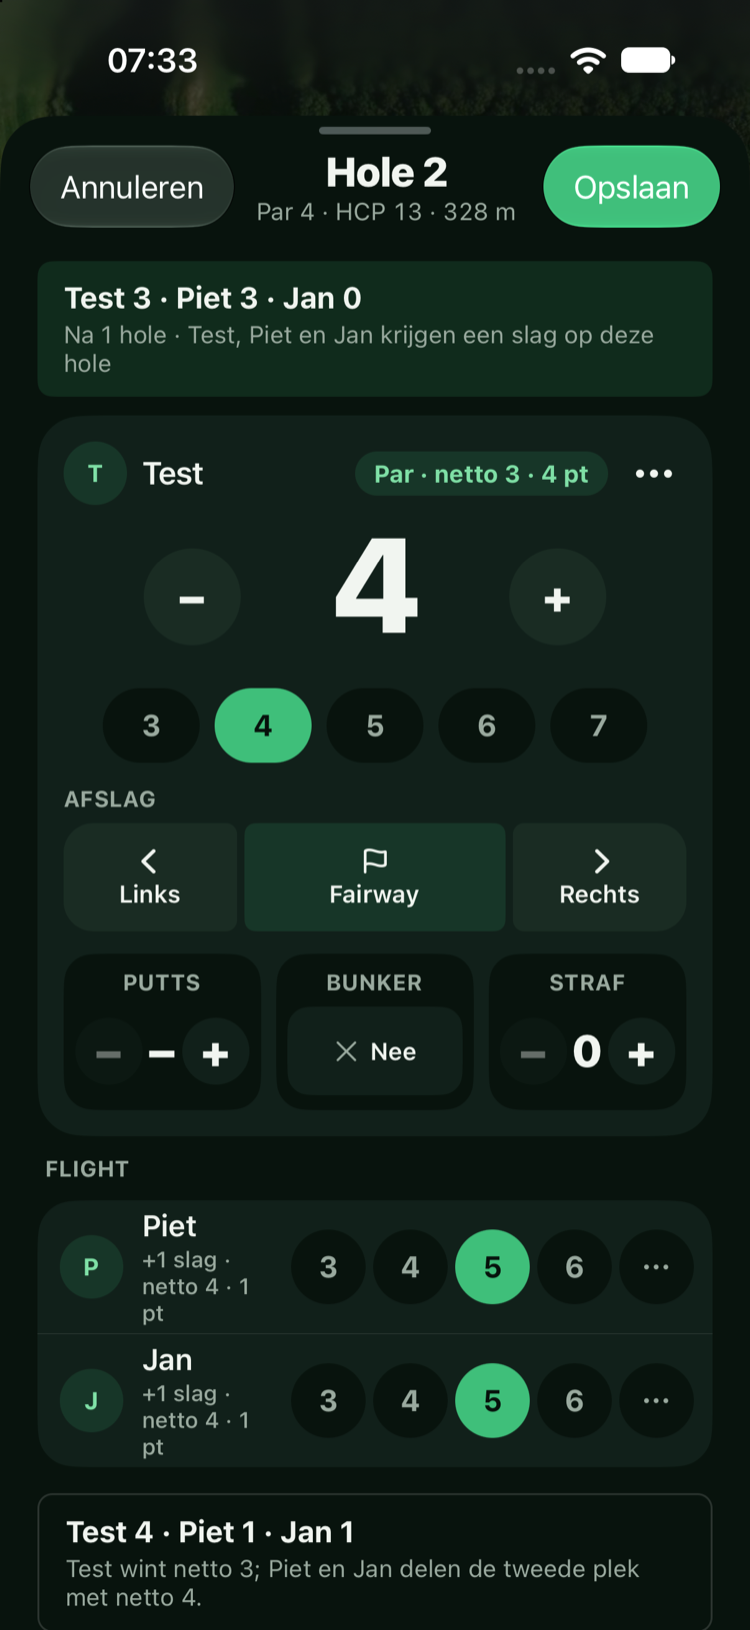 07:33
Annuleren
Hole 2
Opslaan
Par 4 · HCP 13 · 328 m
Test 3 · Piet 3 · Jan 0
Na 1 hole · Test, Piet en Jan krijgen een slag op deze
hole
T
Test
Par · netto 3 · 4 pt
4
3 4 5 6 7
AFSLAG
Links Fairway Rechts
PUTTS BUNKER STRAF
Nee
0
FLIGHT
P
Piet
+1 slag ·
netto 4 · 1
pt
3 4 5 6
J
Jan
+1 slag ·
netto 4 · 1
pt
3 4 5 6
Test 4 · Piet 1 · Jan 1
Test wint netto 3; Piet en Jan delen de tweede plek
met netto 4.